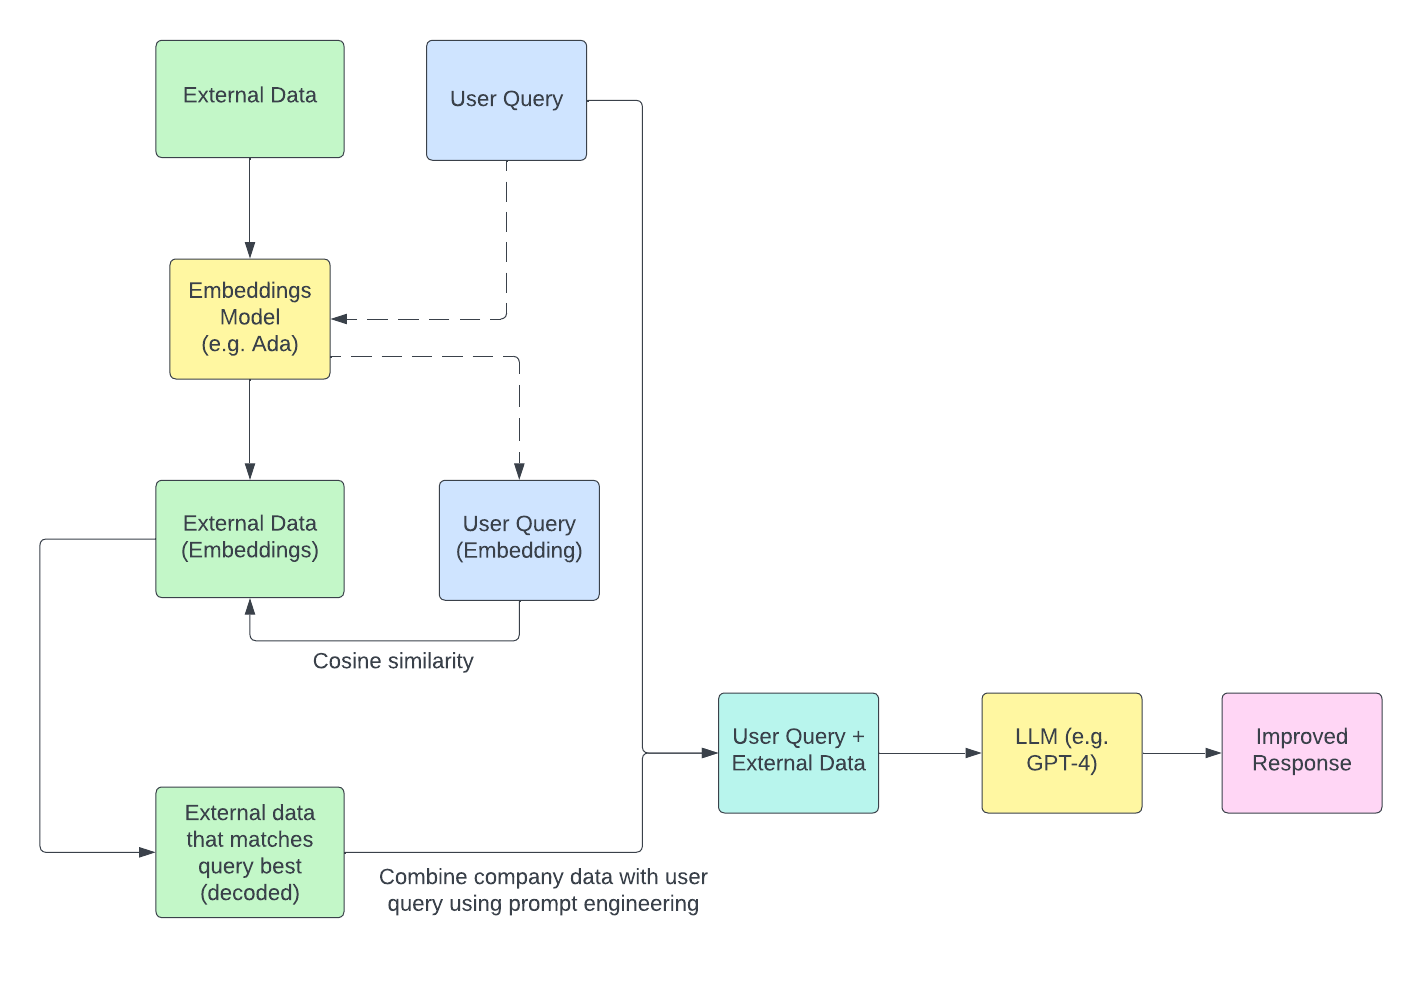 External Data
User Query
Embeddings
Model
(e.g. Ada)
External Data
(Embeddings)
User Query
(Embedding)
Cosine similarity
User Query +
External Data
LLM (e.g.
GPT-4)
Improved
Response
External data
that matches
query best
(decoded)
Combine company data with user
query using prompt engineering